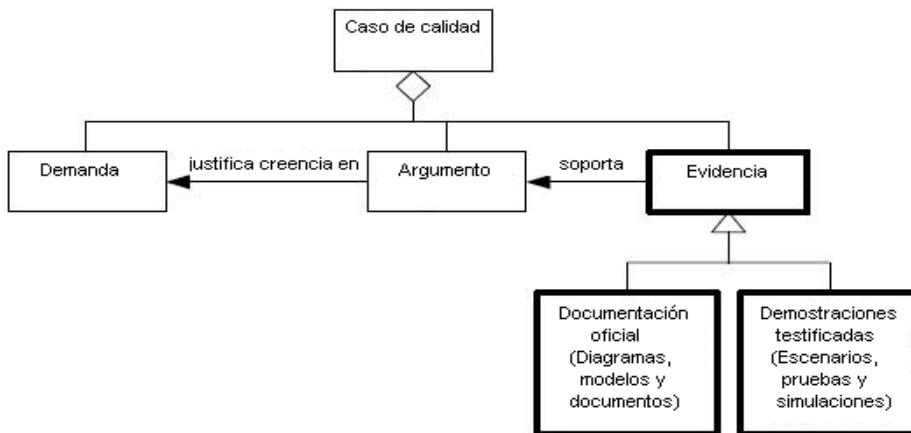 Caso de calidad
Demanda
justifica creencia en
Argumento
soporta
Evidencia
Documentación
oficial
(Diagramas,
modelos y
documentos)
Demostraciones
testificadas
(Escenarios,
pruebas y
simulaciones)